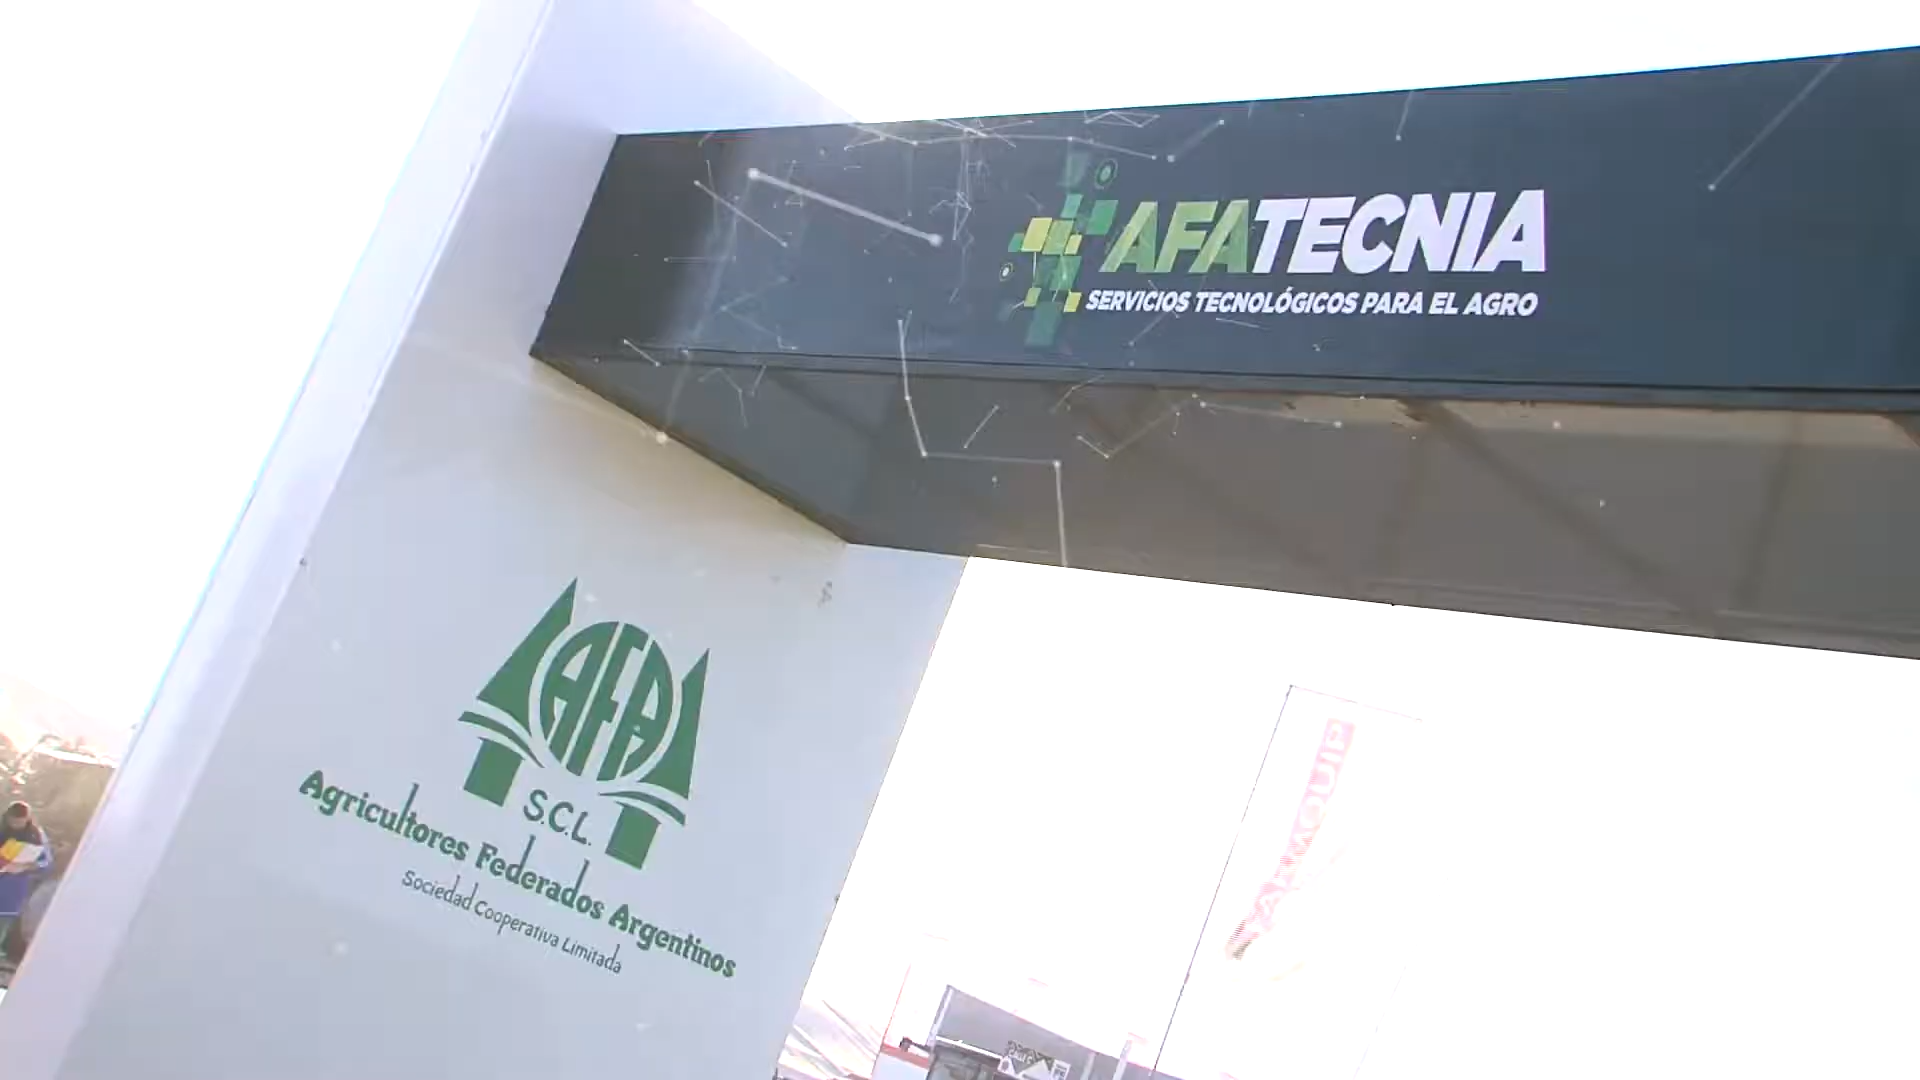 AFATECNIA
SERVICIOS TECNOLÓGICOS PARA EL AGRO
AFA
S.C.L.
Agricultores Federados Argentinos
Sociedad Cooperativa Limitada